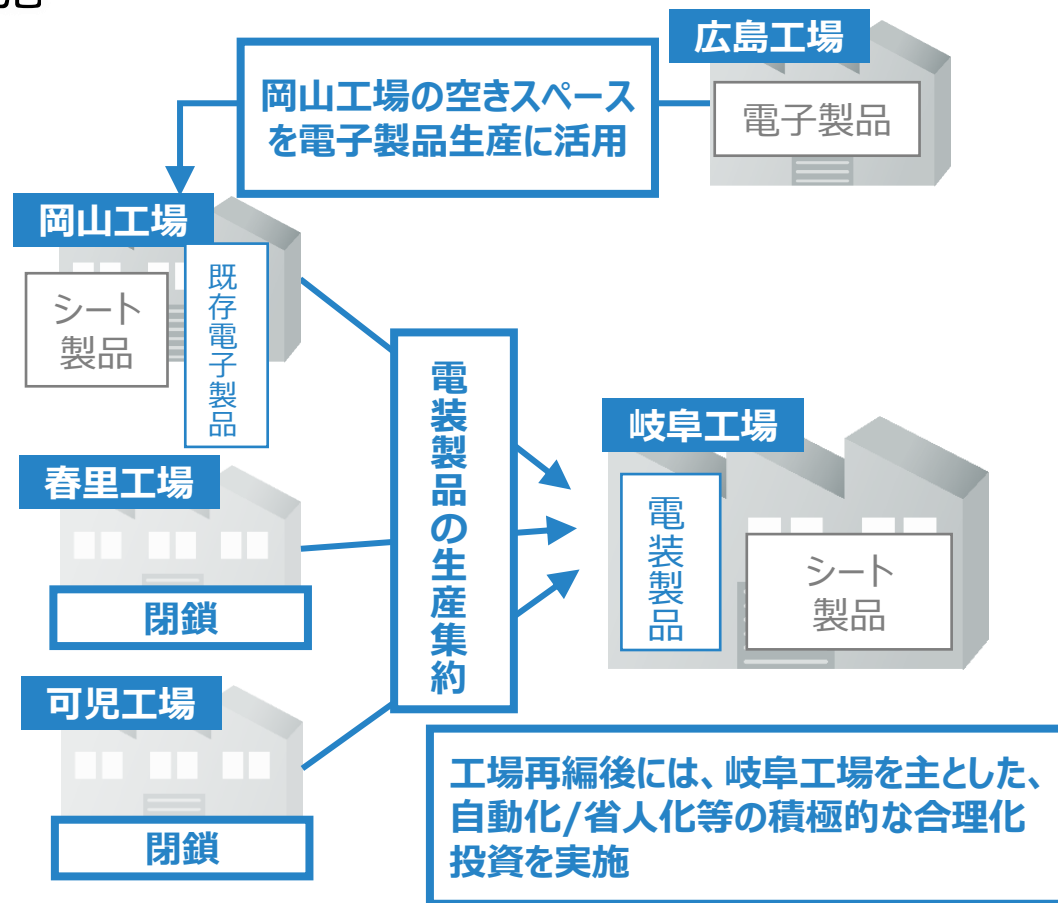 広島工場
電子製品
岡山工場の空きスペース
を電子製品生産に活用
岡山工場
シート
製品
既存電子製品
電装製品の生産集約
春里工場
閉鎖
可児工場
閉鎖
岐阜工場
電装製品
シート
製品
工場再編後には、岐阜工場を主とした、
自動化/省人化等の積極的な合理化
投資を実施